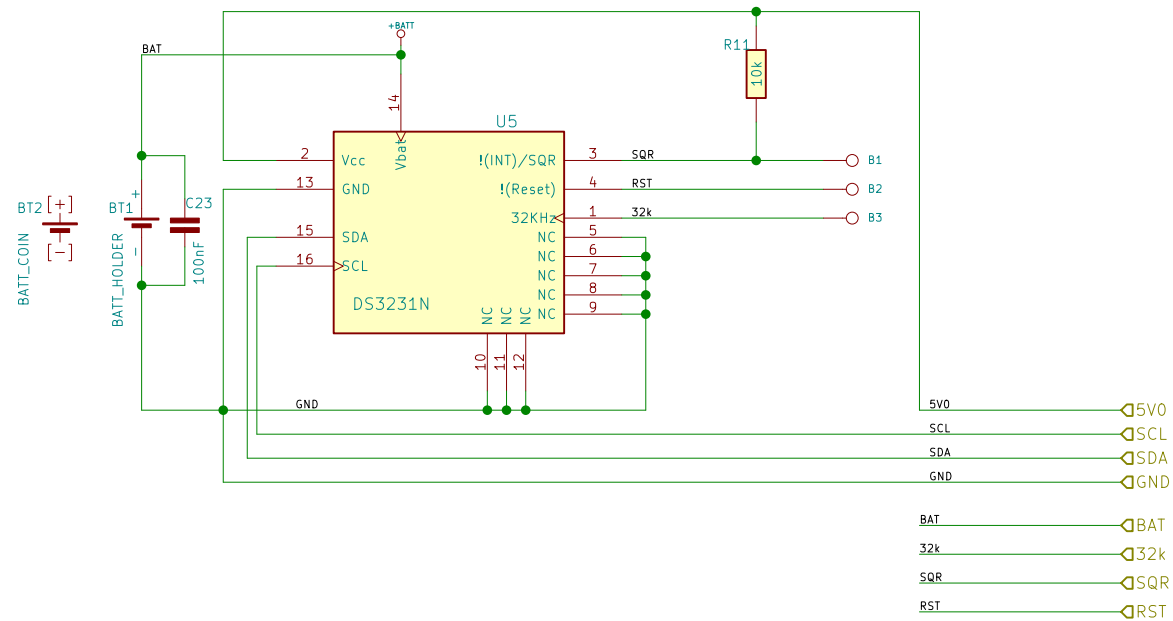 +BATT
BAT
R11
10k
14
U5
2
Vcc
Vbat
!(INT)/SQR
3
SQR
B1
13
GND
!(Reset)
4
RST
B2
32KHz
1
32k
B3
BT2
[+]
[-]
BATT_COIN
BT1
+
-
BATT_HOLDER
C23
100nF
15
SDA
NC
5
NC
6
16
SCL
NC
7
NC
8
DS3231N
NC
9
NC
NC
NC
10
11
12
GND
5V0
5V0
SCL
SCL
SDA
SDA
GND
GND
BAT
BAT
32k
32k
SQR
SQR
RST
RST